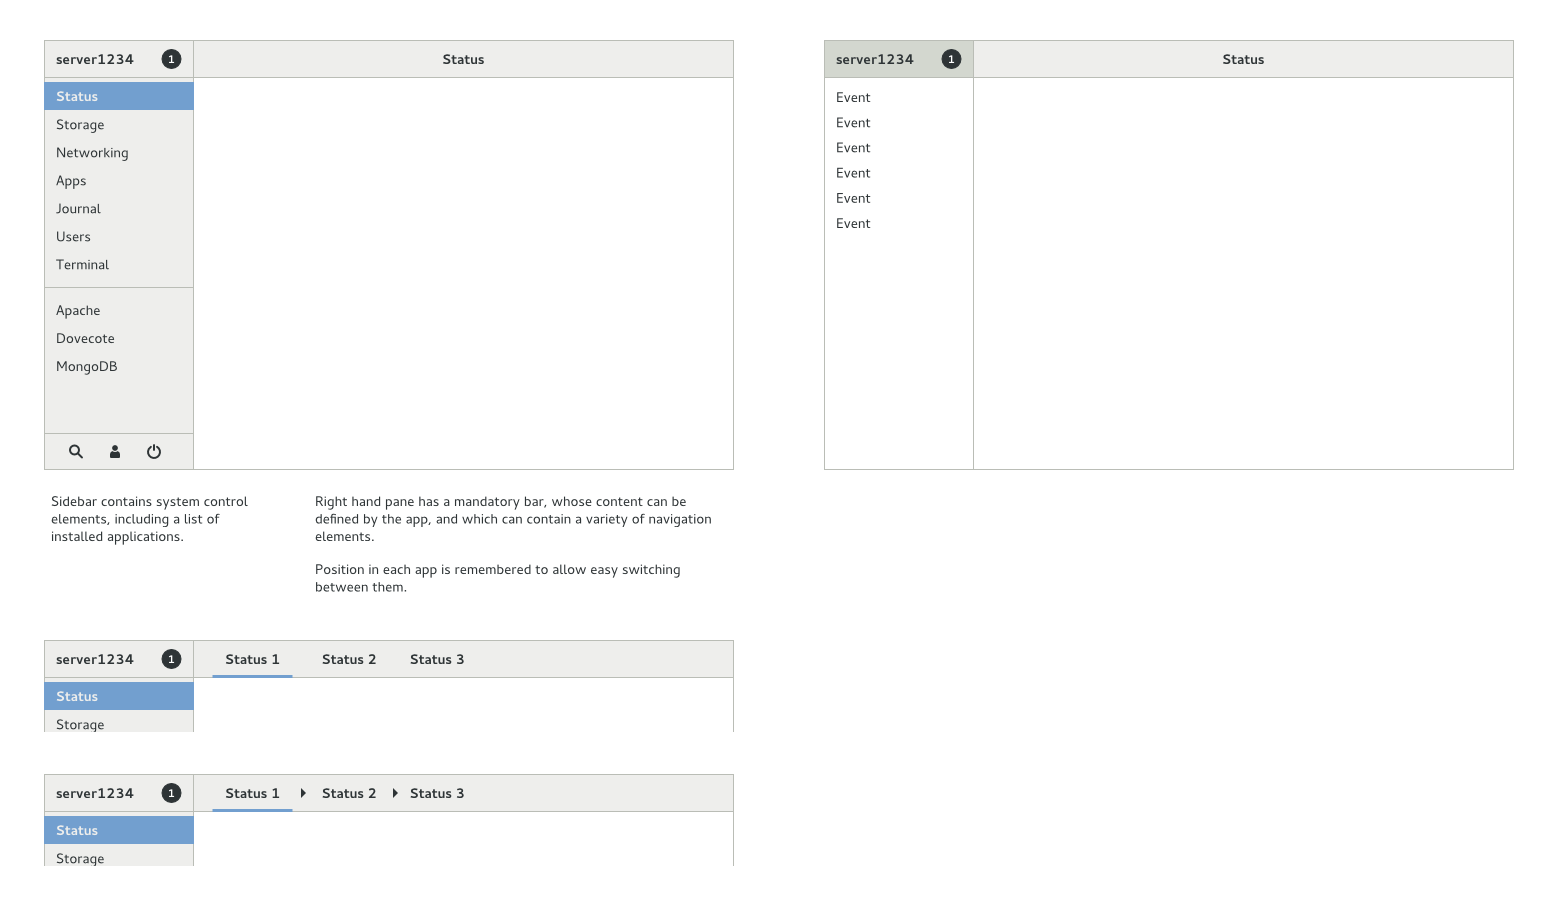 server1234 1 Status
Status
Storage
Networking
Apps
Journal
Users
Terminal
Apache
Dovecote
MongoDB
Sidebar contains system control
elements, including a list of
installed applications.
Right hand pane has a mandatory bar, whose content can be
defined by the app, and which can contain a variety of navigation
elements.
Position in each app is remembered to allow easy switching
between them.
server1234 1 Status 1 Status 2 Status 3
Status
Storage
server1234 1 Status 1 Status 2 Status 3
Status
Storage
server1234 1 Status
Event
Event
Event
Event
Event
Event